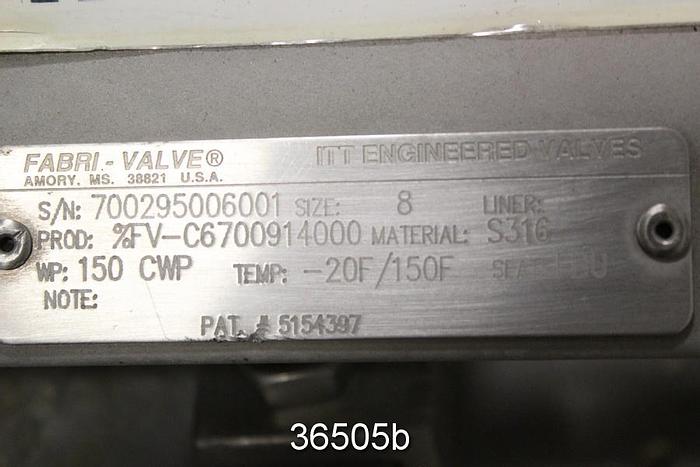 FABRI.-VALVE® ITT ENGINEERED VALVES
AMORY, MS. 38821 U.S.A.
S/N: 700295006001 SIZE: 8 LINER:
PROD: %FV-C6700914000 MATERIAL: S316
WP: 150 CWP TEMP: -20F/150F SEAT:
NOTE:
PAT. # 5154397
36505b